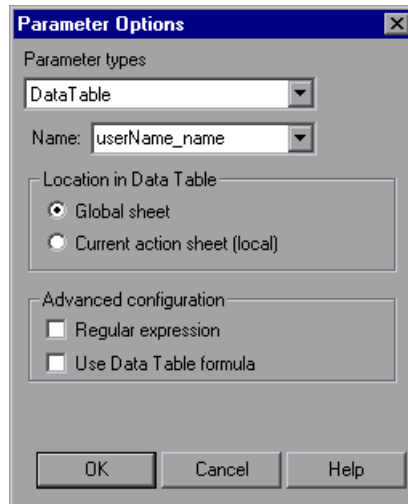 Parameter Options
Parameter types
DataTable
Name: userName_name
Location in Data Table
Global sheet
Current action sheet (local)
Advanced configuration
Regular expression
Use Data Table formula
OK Cancel Help